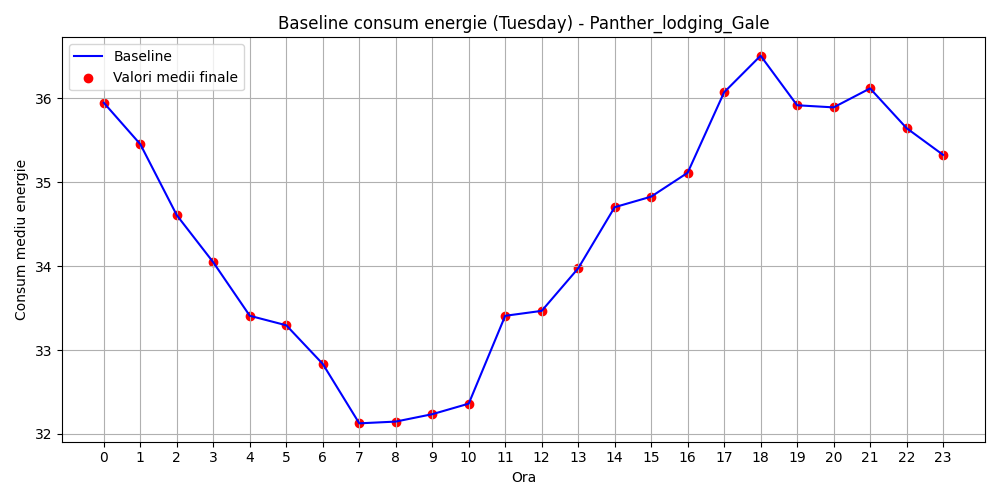 Baseline consum energie (Tuesday) - Panther_lodging_Gale
Baseline
Valori medii finale
Consum mediu energie
36
35
34
33
32
0 1 2 3 4 5 6 7 8 9 10 11 12 13 14 15 16 17 18 19 20 21 22 23
Ora